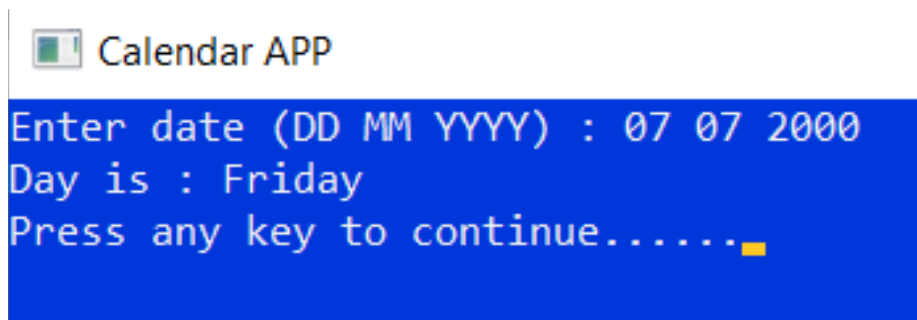 Calendar APP
Enter date (DD MM YYYY) : 07 07 2000
Day is : Friday
Press any key to continue......